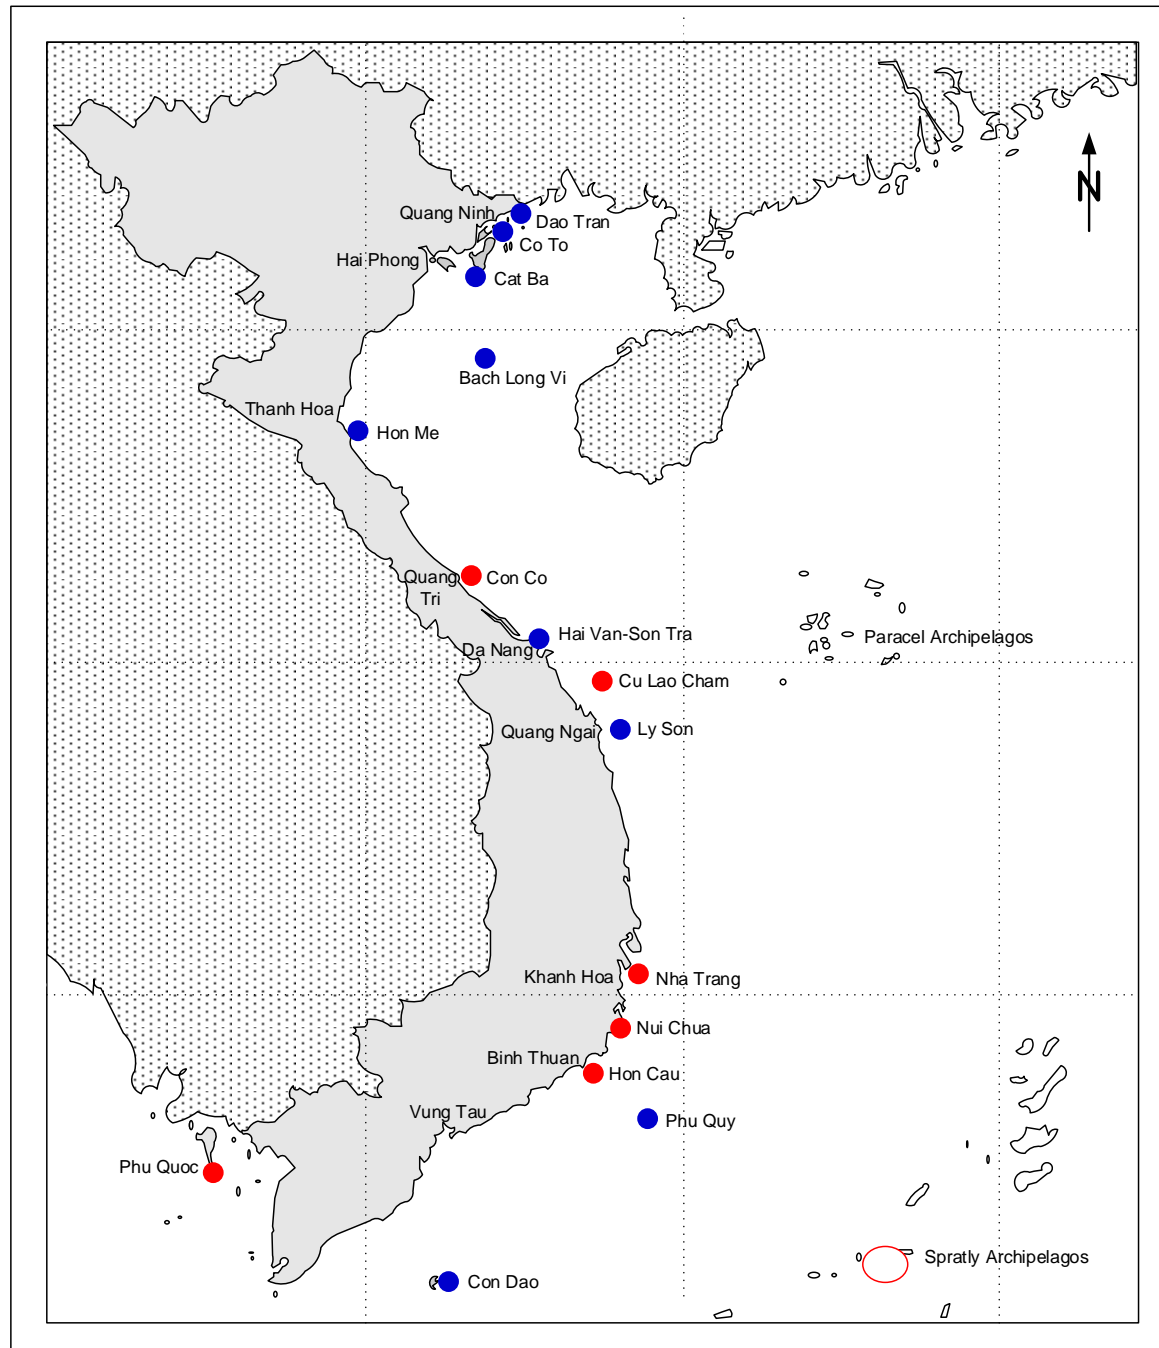 N
Quang Ninh
Dao Tran
Co To
Hai Phong
Cat Ba
Bach Long Vi
Thanh Hoa
Hon Me
Quang
Tri
Con Co
Hai Van-Son Tra
Da Nang
Paracel Archipelagos
Cu Lao Cham
Quang Ngai
Ly Son
Khanh Hoa
Nha Trang
Nui Chua
Binh Thuan
Hon Cau
Vung Tau
Phu Quy
Phu Quoc
Spratly Archipelagos
Con Dao